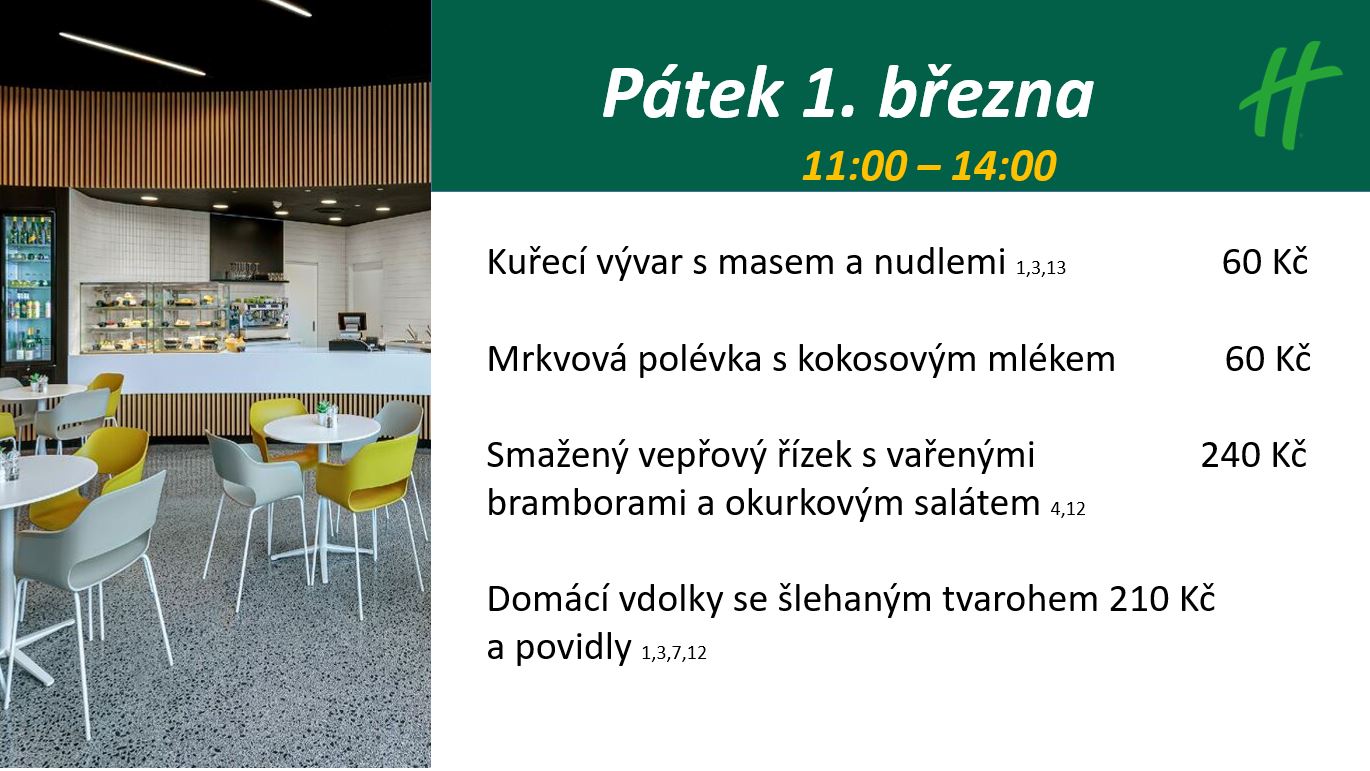 Pátek 1. března
11:00 – 14:00
Kuřecí vývar s masem a nudlemi 1,3,13 60 Kč
Mrkvová polévka s kokosovým mlékem 60 Kč
Smažený vepřový řízek s vařenými 240 Kč
bramborami a okurkovým salátem 4,12
Domácí vdolky se šlehaným tvarohem 210 Kč
a povidly 1,3,7,12